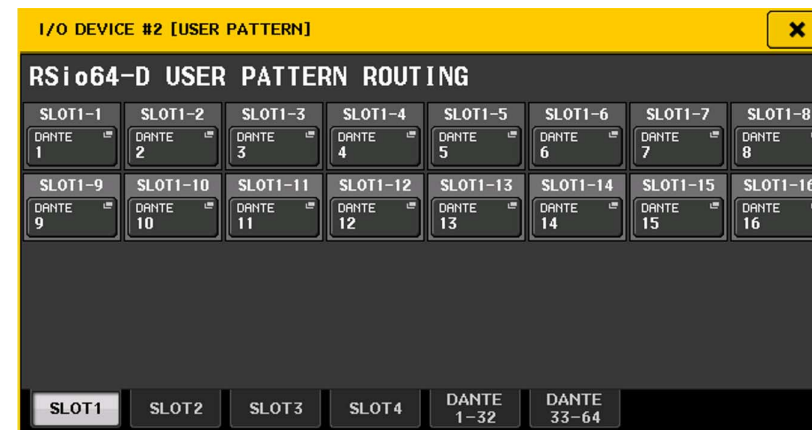 I/O DEVICE #2 [USER PATTERN]
RSio64-D USER PATTERN ROUTING
SLOT1-1 SLOT1-2 SLOT1-3 SLOT1-4 SLOT1-5 SLOT1-6 SLOT1-7 SLOT1-8
DANTE DANTE DANTE DANTE DANTE DANTE DANTE DANTE
1 2 3 4 5 6 7 8
SLOT1-9 SLOT1-10 SLOT1-11 SLOT1-12 SLOT1-13 SLOT1-14 SLOT1-15 SLOT1-16
DANTE DANTE DANTE DANTE DANTE DANTE DANTE DANTE
9 10 11 12 13 14 15 16
SLOT1 SLOT2 SLOT3 SLOT4 DANTE 1-32 DANTE 33-64